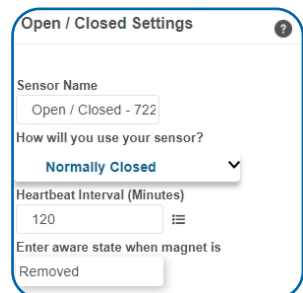 Open / Closed Settings
?
Sensor Name
Open / Closed - 722
How will you use your sensor?
Normally Closed
Heartbeat Interval (Minutes)
120
Enter aware state when magnet is
Removed